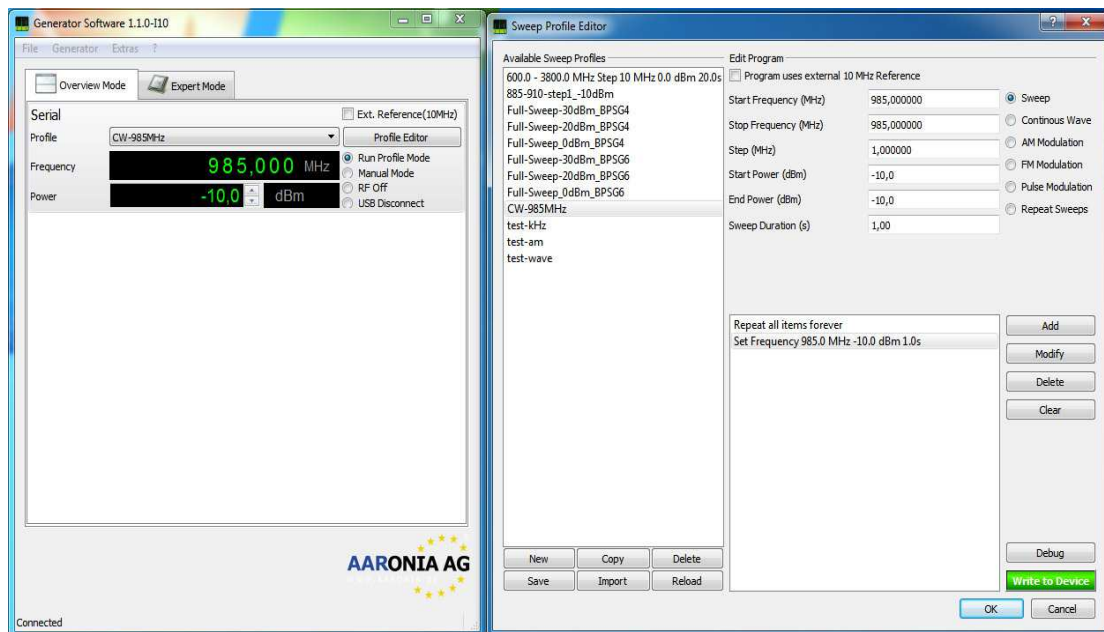 Generator Software 1.1.0-I10
File Generator Extras ?
Overview Mode
Expert Mode
Serial
Ext. Reference(10MHz)
Profile
CW-985MHz
Profile Editor
Frequency
985,000 MHz
Run Profile Mode
Manual Mode
Power
-10,0 dBm
RF Off
USB Disconnect
AARONIA AG
Connected
Sweep Profile Editor
Available Sweep Profiles
600.0 - 3800.0 MHz Step 10 MHz 0.0 dBm 20.0s
885-910-step1_-10dBm
Full-Sweep-30dBm_BPSG4
Full-Sweep-20dBm_BPSG4
Full-Sweep_0dBm_BPSG4
Full-Sweep-30dBm_BPSG6
Full-Sweep-20dBm_BPSG6
Full-Sweep_0dBm_BPSG6
CW-985MHz
test-kHz
test-am
test-wave
New
Copy
Delete
Save
Import
Reload
Edit Program
Program uses external 10 MHz Reference
Start Frequency (MHz) 985,000000
Stop Frequency (MHz) 985,000000
Step (MHz) 1,000000
Start Power (dBm) -10,0
End Power (dBm) -10,0
Sweep Duration (s) 1,00
Sweep
Continous Wave
AM Modulation
FM Modulation
Pulse Modulation
Repeat Sweeps
Repeat all items forever
Set Frequency 985.0 MHz -10.0 dBm 1.0s
Add
Modify
Delete
Clear
Debug
Write to Device
OK
Cancel